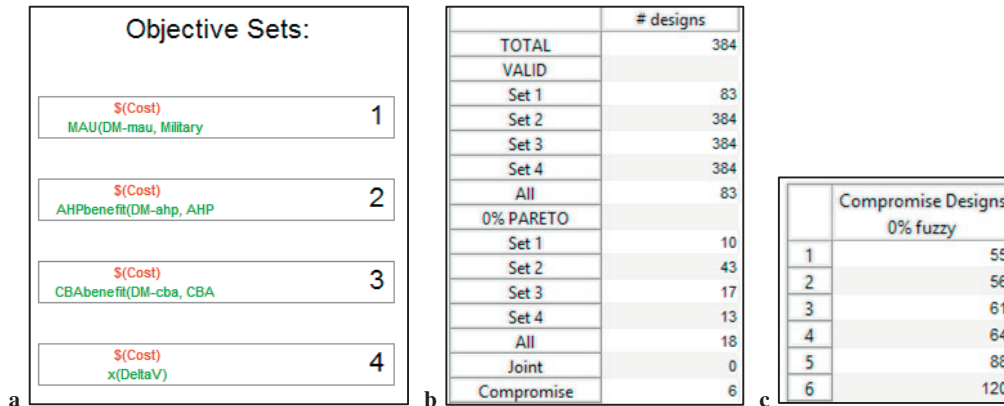 Objective Sets:
$(Cost)
MAU(DM-mau, Military
1
$(Cost)
AHPbenefit(DM-ahp, AHP
2
$(Cost)
CBAbenefit(DM-cba, CBA
3
$(Cost)
x(DeltaV)
4
a
# designs
TOTAL 384
VALID
Set 1 83
Set 2 384
Set 3 384
Set 4 384
All 83
0% PARETO
Set 1 10
Set 2 43
Set 3 17
Set 4 13
All 18
Joint 0
Compromise 6
b
Compromise Designs
0% fuzzy
1 55
2 56
3 61
4 64
5 88
6 120
c